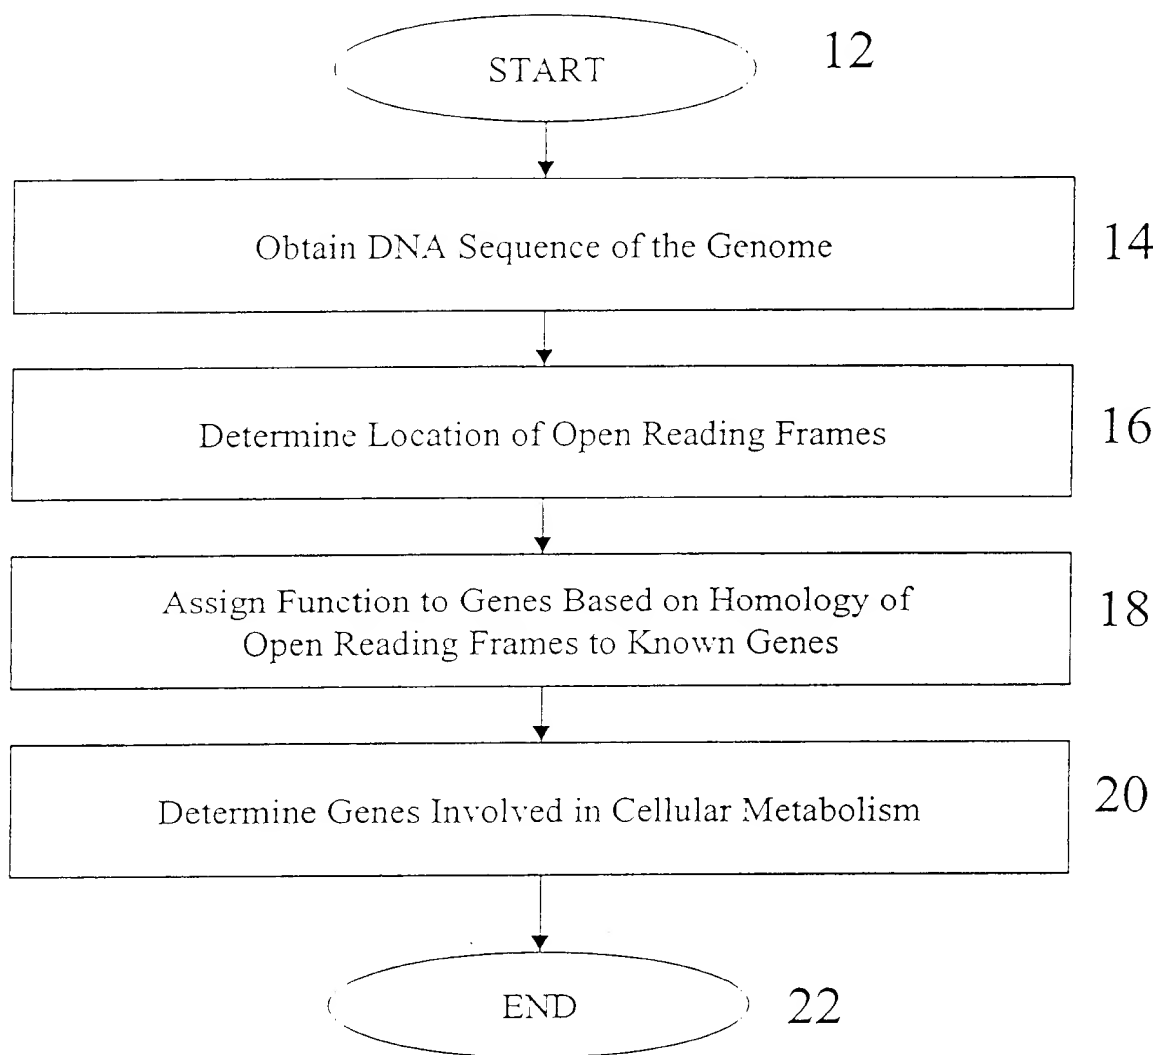 START
12
Obtain DNA Sequence of the Genome
14
Determine Location of Open Reading Frames
16
Assign Function to Genes Based on Homology of
Open Reading Frames to Known Genes
18
Determine Genes Involved in Cellular Metabolism
20
END
22